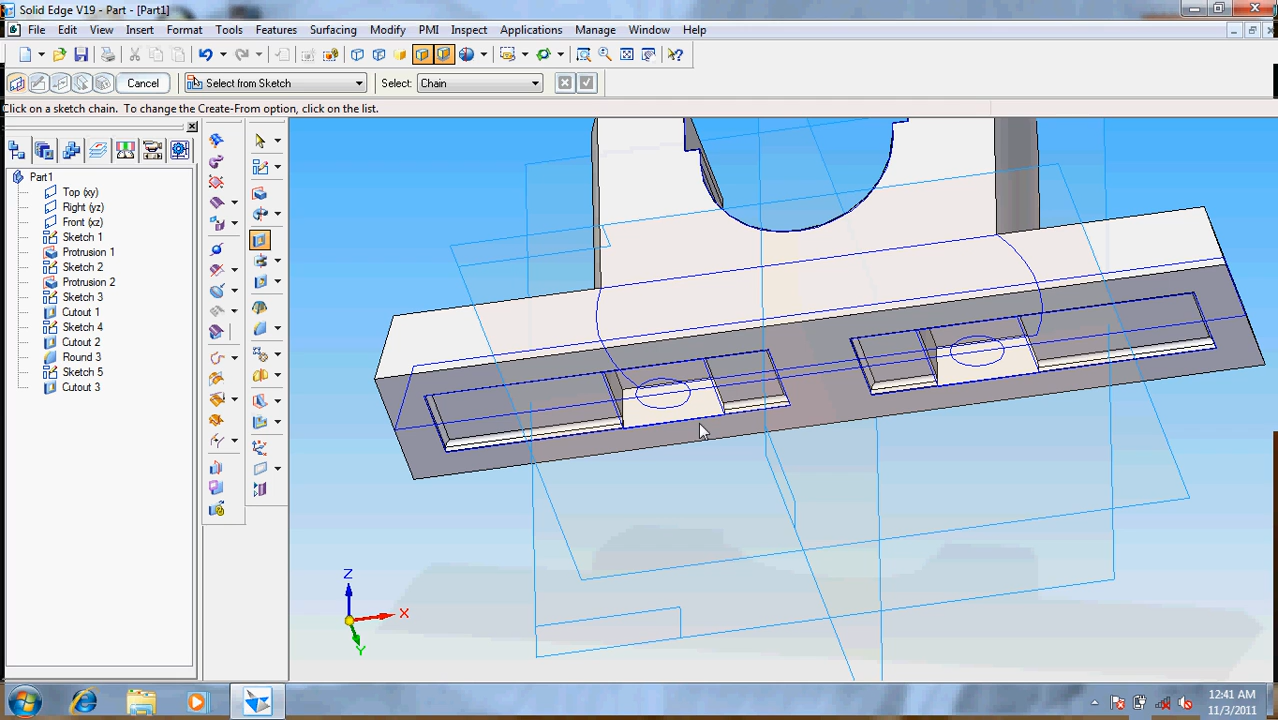 Solid Edge V19 - Part - [Part1]
File Edit View Insert Format Tools Features Surfacing Modify PMI Inspect Applications Manage Window Help
Cancel Select from Sketch Select: Chain
Click on a sketch chain. To change the Create-From option, click on the list.
Part1
Top (xy)
Right (yz)
Front (xz)
Sketch 1
Protrusion 1
Sketch 2
Protrusion 2
Sketch 3
Cutout 1
Sketch 4
Cutout 2
Round 3
Sketch 5
Cutout 3
Z
X
Y
12:41 AM
11/3/2011